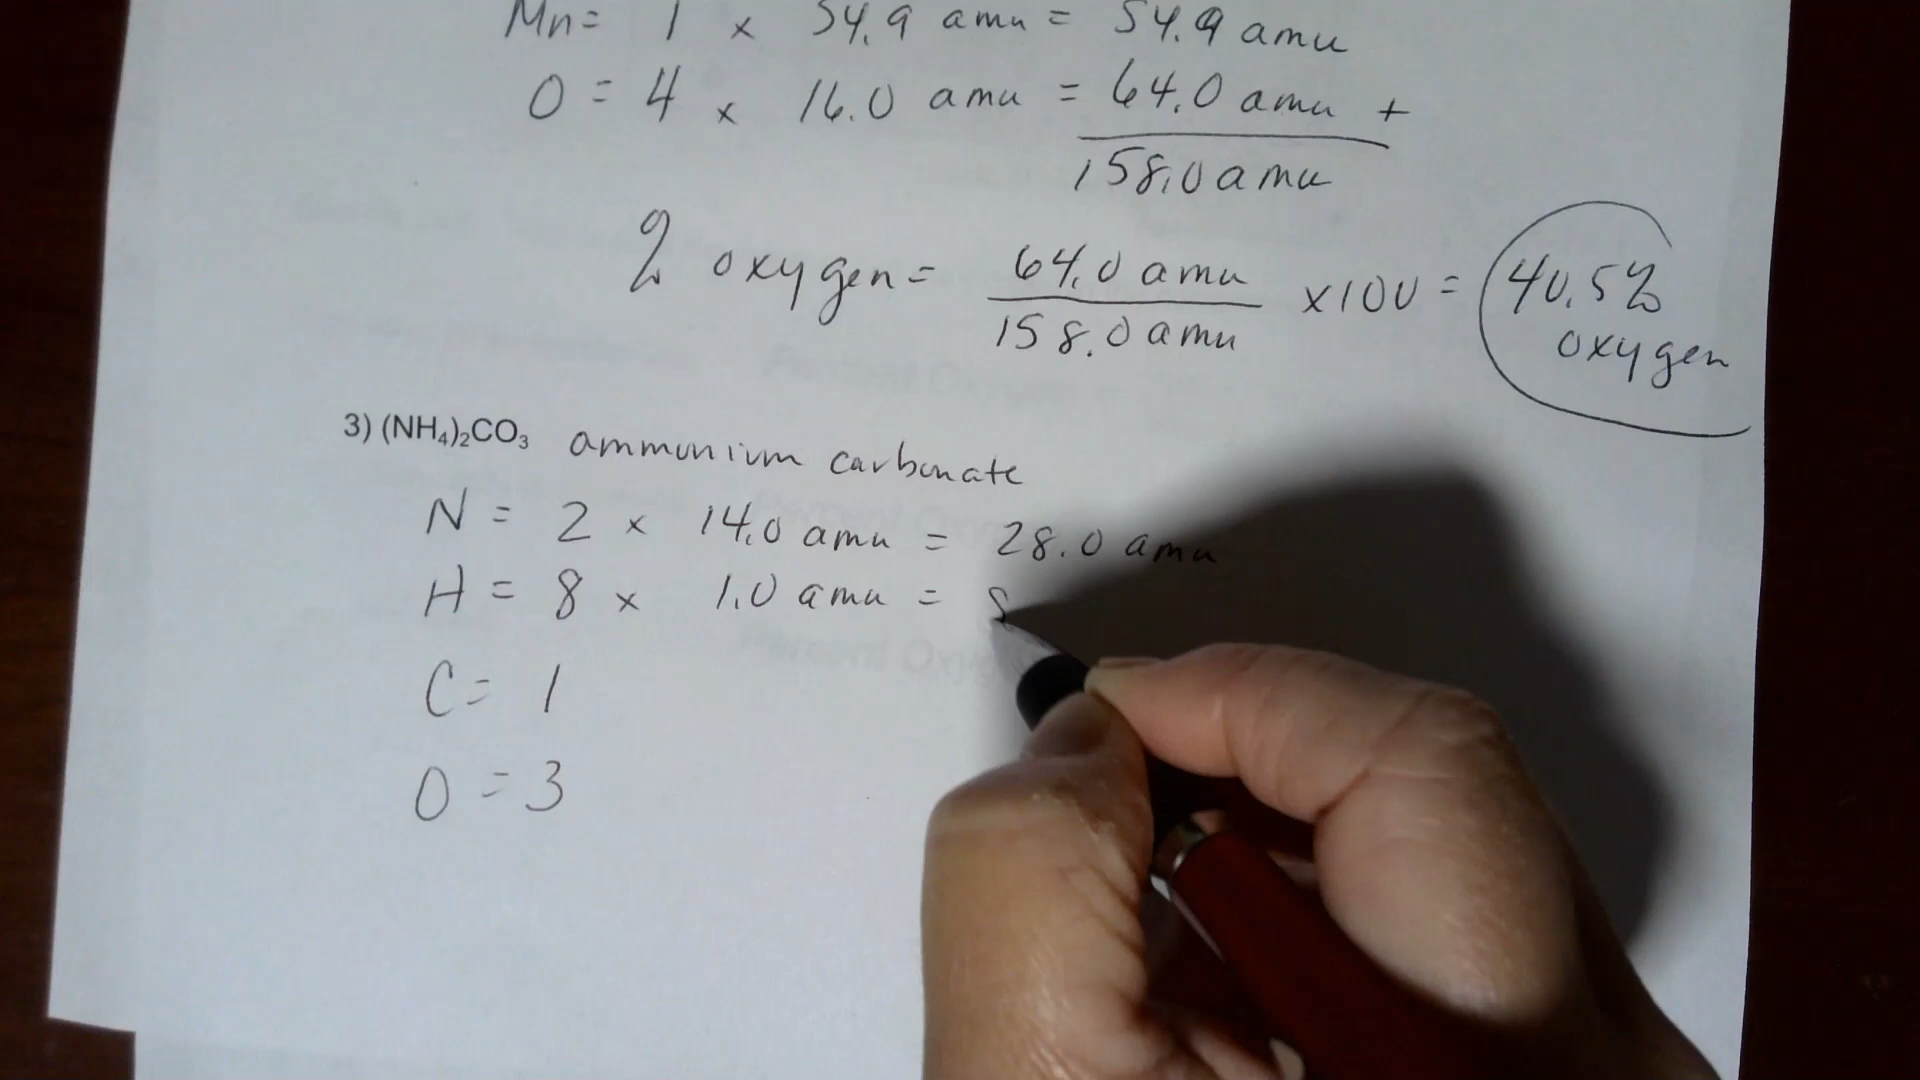 Mn = 1 x 54.9 amu = 54.9 amu
O = 4 x 16.0 amu = 64.0 amu +
158.0 amu
% oxygen = 64.0 amu x100 = 40.5%
158.0 amu oxygen
3) (NH₄)₂CO₃ ammonium carbonate
N = 2 x 14.0 amu = 28.0 amu
H = 8 x 1.0 amu = 8
C = 1
O = 3